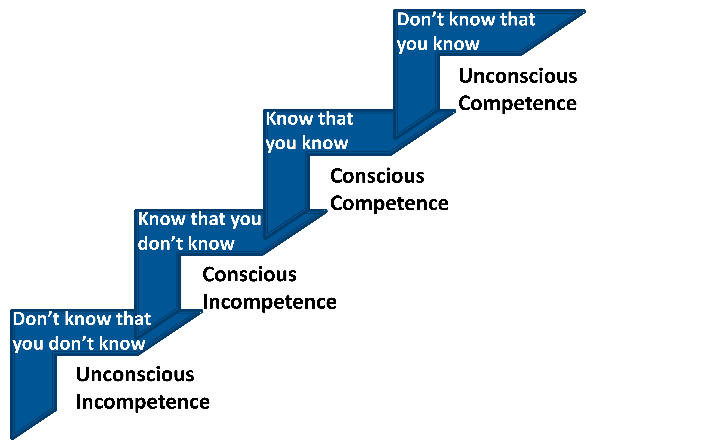 Don't know that
you know
Unconscious
Competence
Know that
you know
Conscious
Competence
Know that you
don't know
Conscious
Incompetence
Don't know that
you don't know
Unconscious
Incompetence